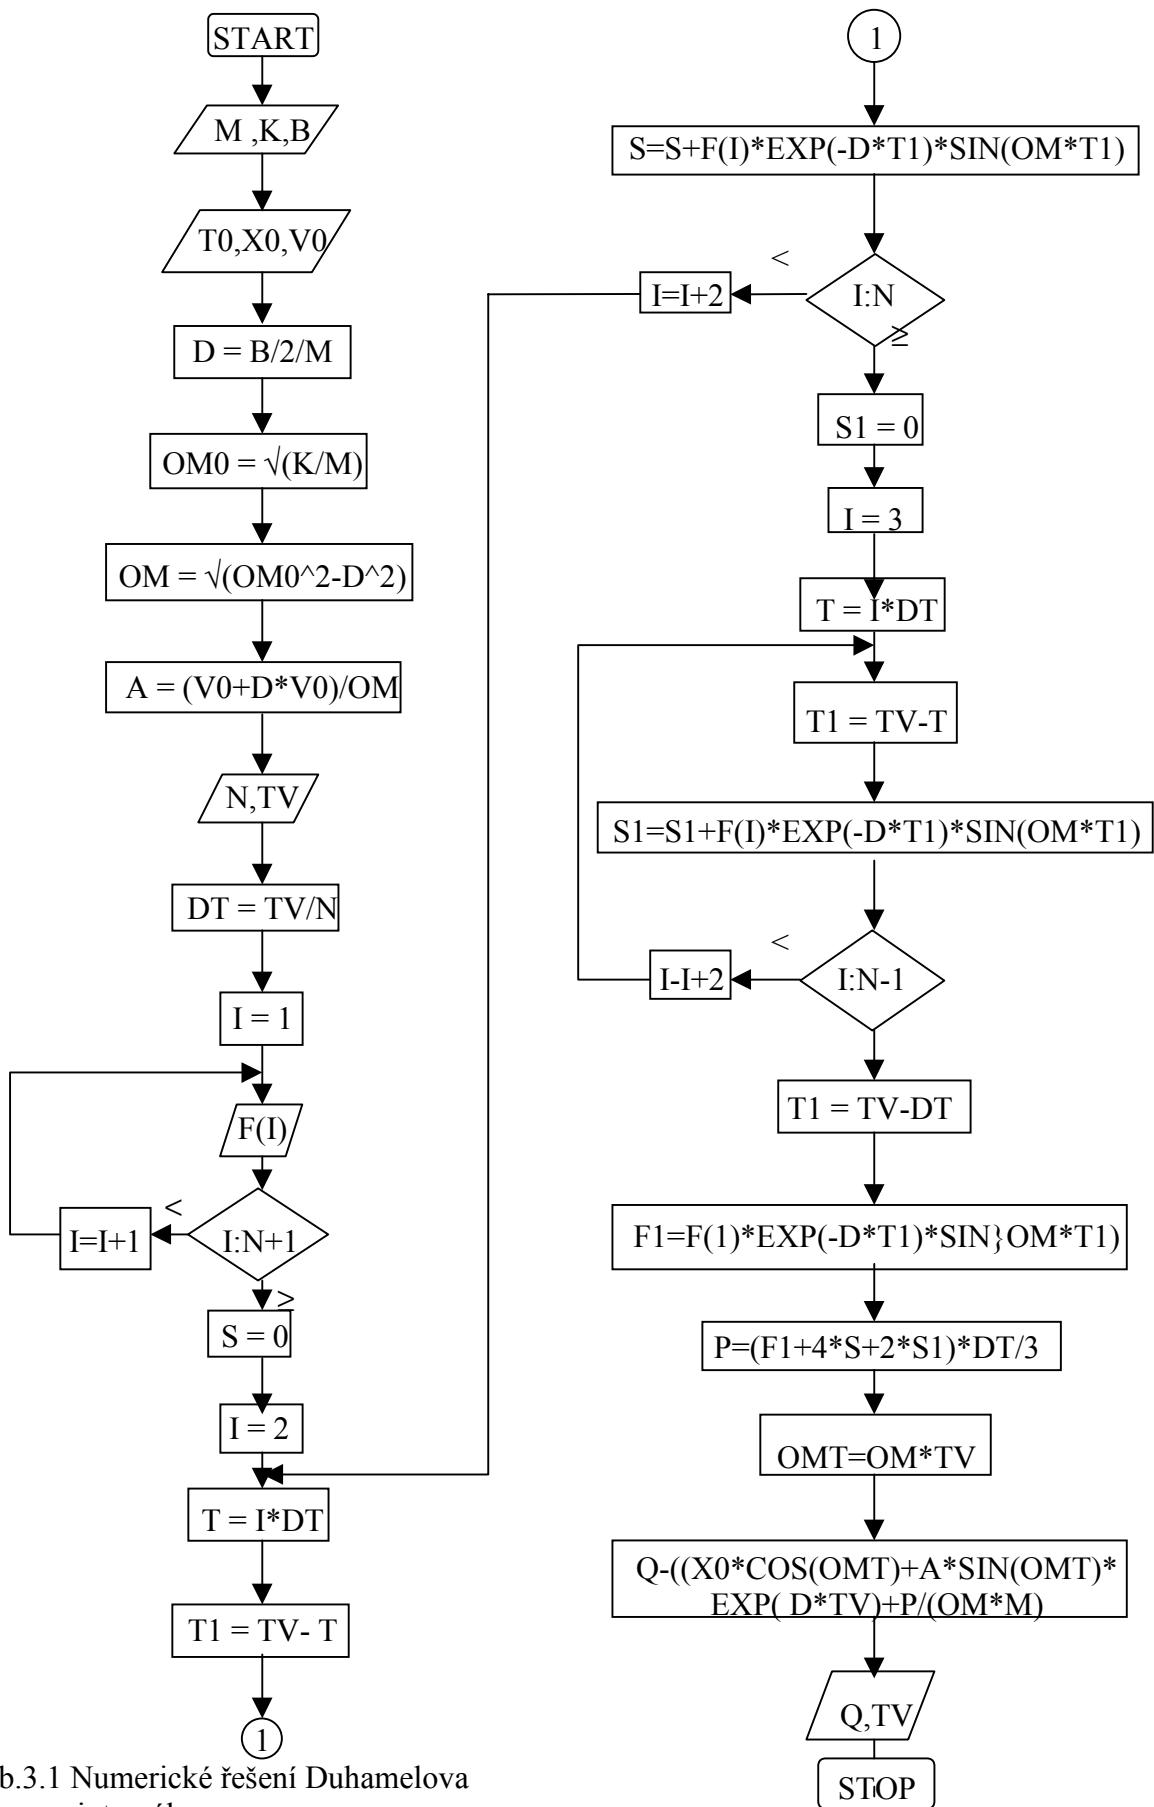 START
M ,K,B
T0,X0,V0
D = B/2/M
OM0 = √(K/M)
OM = √(OM0^2-D^2)
A = (V0+D*V0)/OM
N,TV
DT = TV/N
I = 1
F(I)
<
I=I+1
I:N+1
≥
S = 0
I = 2
T = I*DT
T1 = TV- T
1
b.3.1 Numerické řešení Duhamelova
1
S=S+F(I)*EXP(-D*T1)*SIN(OM*T1)
<
I=I+2
I:N
≥
S1 = 0
I = 3
T = I*DT
T1 = TV-T
S1=S1+F(I)*EXP(-D*T1)*SIN(OM*T1)
<
I-I+2
I:N-1
T1 = TV-DT
F1=F(1)*EXP(-D*T1)*SIN}OM*T1)
P=(F1+4*S+2*S1)*DT/3
OMT=OM*TV
Q-((X0*COS(OMT)+A*SIN(OMT)*
EXP( D*TV)+P/(OM*M)
Q,TV
STOP